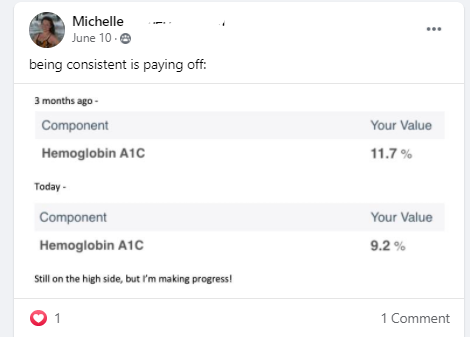 Michelle
June 10 ·
being consistent is paying off:
3 months ago -
Component Your Value
Hemoglobin A1C 11.7 %
Today -
Component Your Value
Hemoglobin A1C 9.2 %
Still on the high side, but I'm making progress!
1 1 Comment